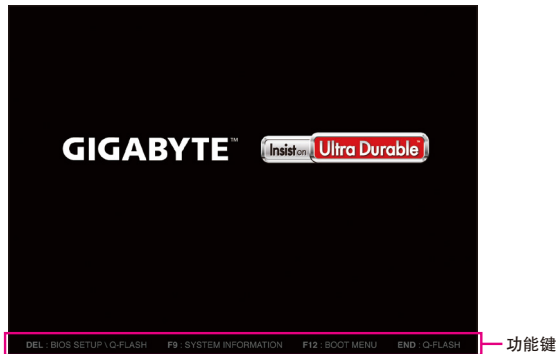 GIGABYTE™
Insist on Ultra Durable™
DEL : BIOS SETUP \ Q-FLASH F9 : SYSTEM INFORMATION F12 : BOOT MENU END : Q-FLASH
功能键